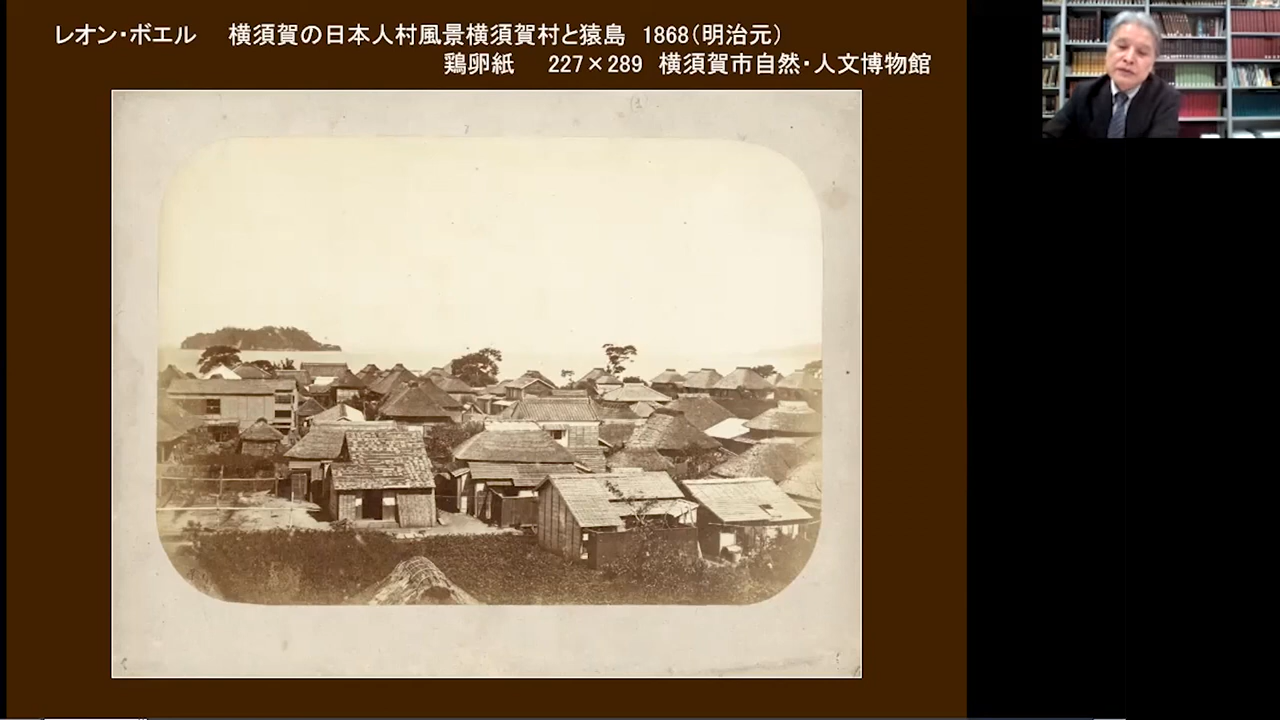 レオン・ボエル　横須賀の日本人村風景横須賀村と猿島　1868(明治元)
鶏卵紙　227×289　横須賀市自然・人文博物館